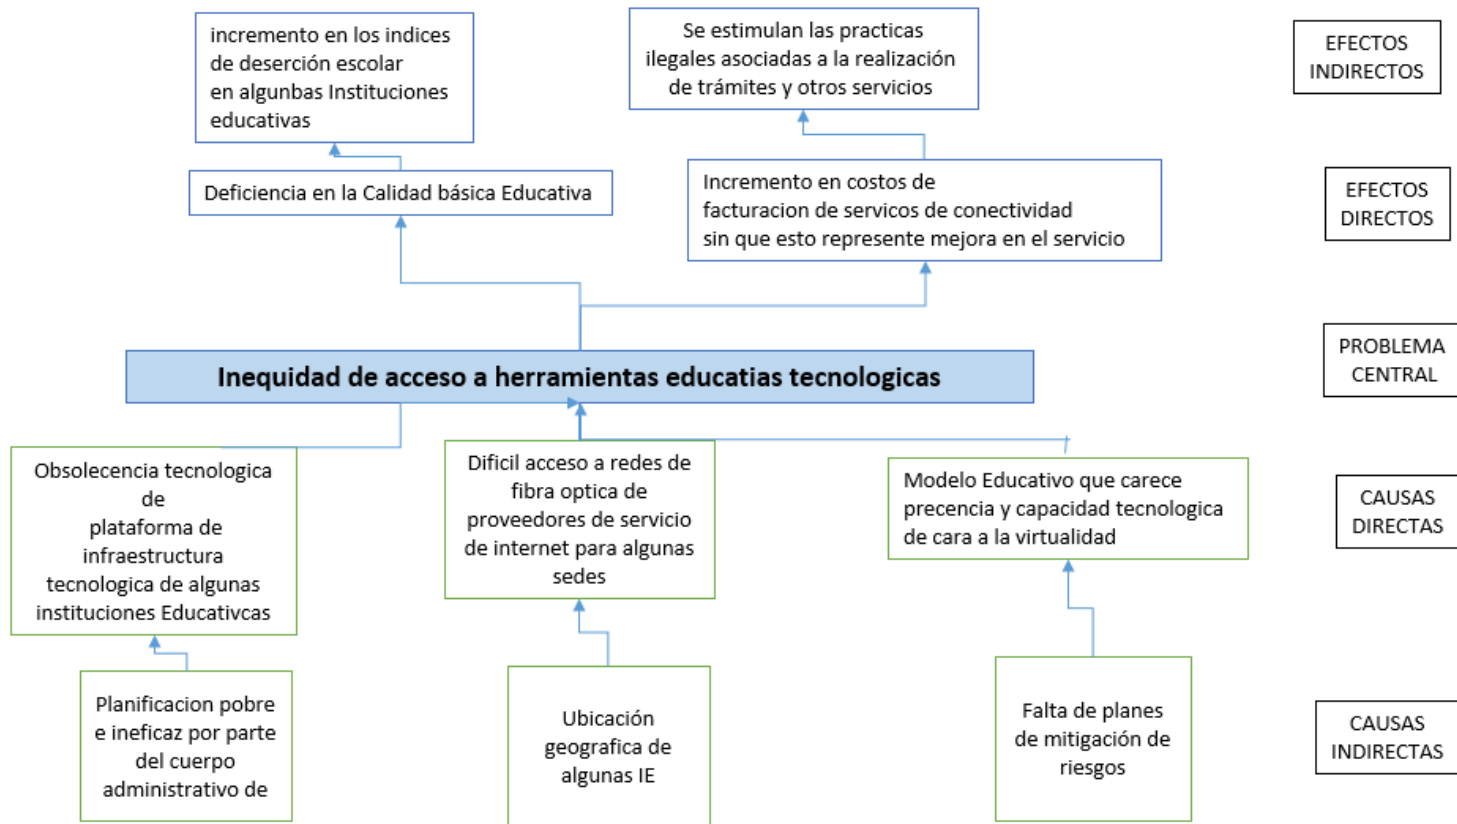 incremento en los indices
de deserción escolar
en algunbas Instituciones
educativas
Se estimulan las practicas
ilegales asociadas a la realización
de trámites y otros servicios
EFECTOS
INDIRECTOS
Deficiencia en la Calidad básica Educativa
Incremento en costos de
facturacion de servicos de conectividad
sin que esto represente mejora en el servicio
EFECTOS
DIRECTOS
Inequidad de acceso a herramientas educatias tecnologicas
PROBLEMA
CENTRAL
Obsolecencia tecnologica
de
plataforma de
infraestructura
tecnologica de algunas
instituciones Educativcas
Dificil acceso a redes de
fibra optica de
proveedores de servicio
de internet para algunas
sedes
Modelo Educativo que carece
precencia y capacidad tecnologica
de cara a la virtualidad
CAUSAS
DIRECTAS
Planificacion pobre
e ineficaz por parte
del cuerpo
administrativo de
Ubicación
geografica de
algunas IE
Falta de planes
de mitigación de
riesgos
CAUSAS
INDIRECTAS